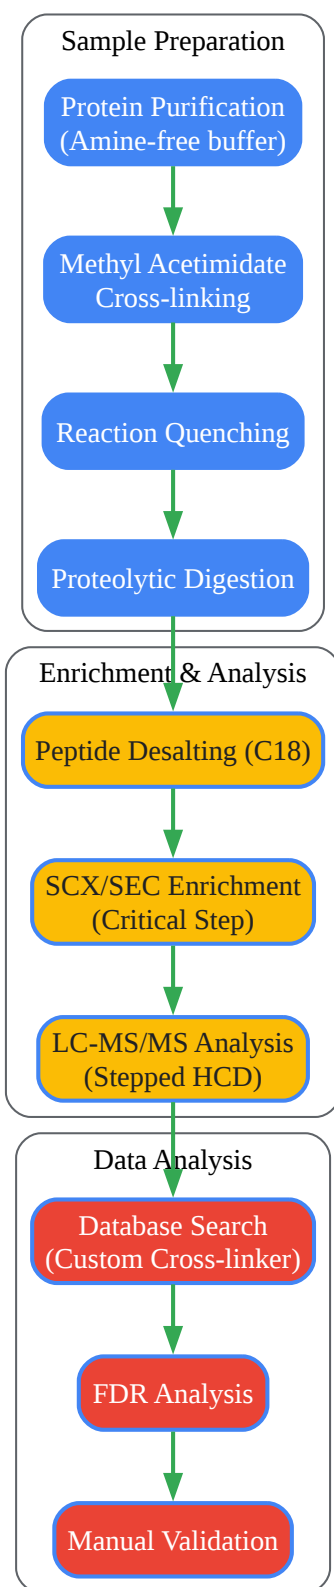 Sample Preparation
Protein Purification
(Amine-free buffer)
Methyl Acetimidate
Cross-linking
Reaction Quenching
Proteolytic Digestion
Enrichment & Analysis
Peptide Desalting (C18)
SCX/SEC Enrichment
(Critical Step)
LC-MS/MS Analysis
(Stepped HCD)
Data Analysis
Database Search
(Custom Cross-linker)
FDR Analysis
Manual Validation